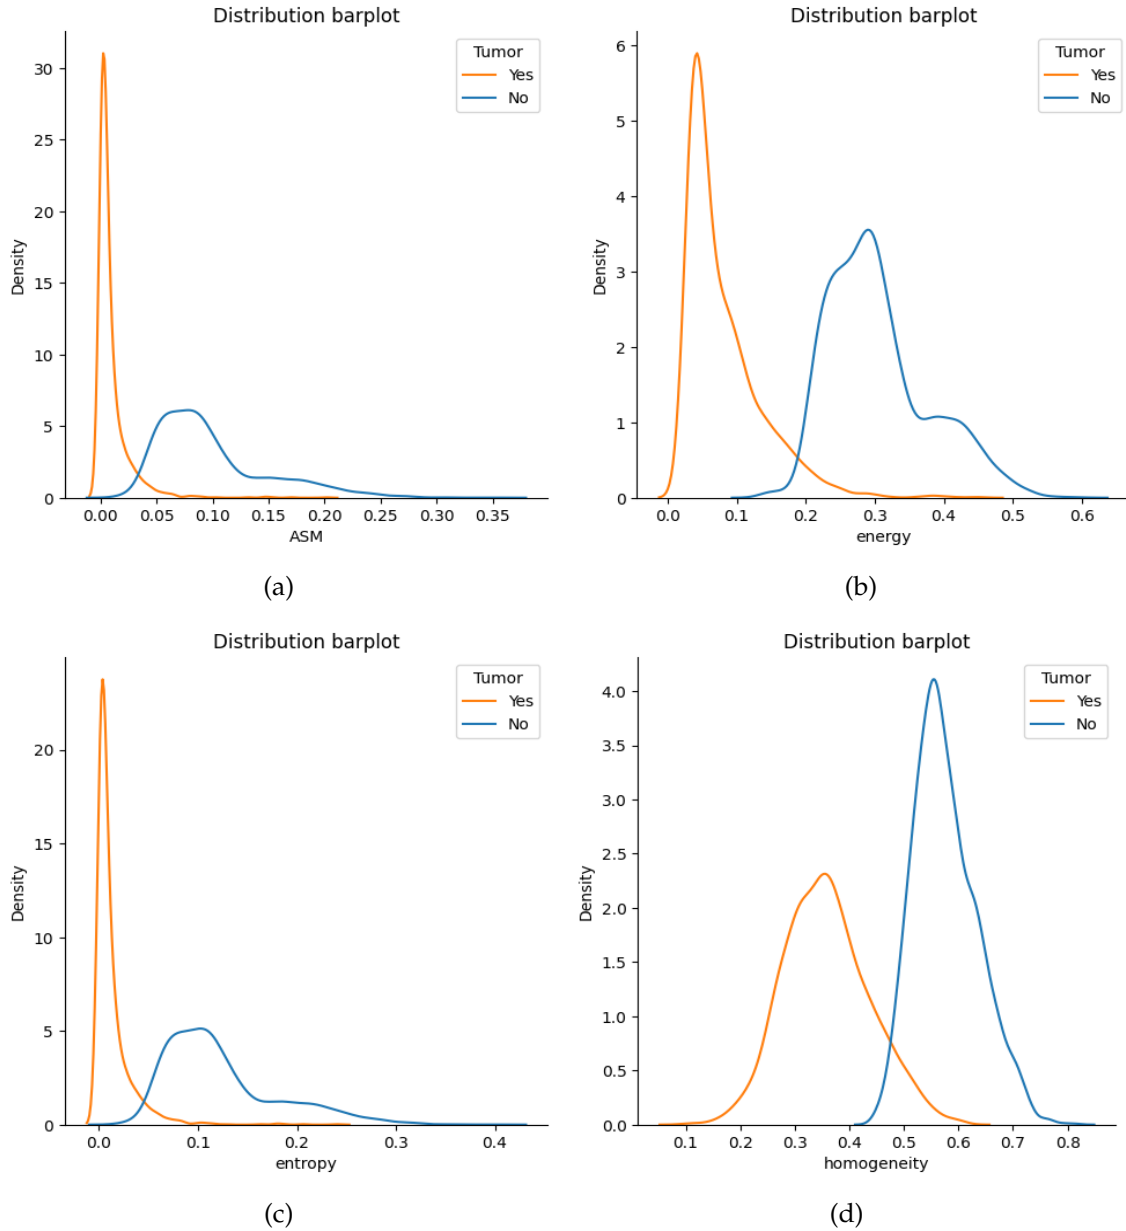 Distribution barplot
Tumor
Yes
No
Density
30
25
20
15
10
5
0
0.00 0.05 0.10 0.15 0.20 0.25 0.30 0.35
ASM
(a)
Distribution barplot
Tumor
Yes
No
Density
6
5
4
3
2
1
0
0.0 0.1 0.2 0.3 0.4 0.5 0.6
energy
(b)
Distribution barplot
Tumor
Yes
No
Density
20
15
10
5
0
0.0 0.1 0.2 0.3 0.4
entropy
(c)
Distribution barplot
Tumor
Yes
No
Density
4.0
3.5
3.0
2.5
2.0
1.5
1.0
0.5
0.0
0.1 0.2 0.3 0.4 0.5 0.6 0.7 0.8
homogeneity
(d)